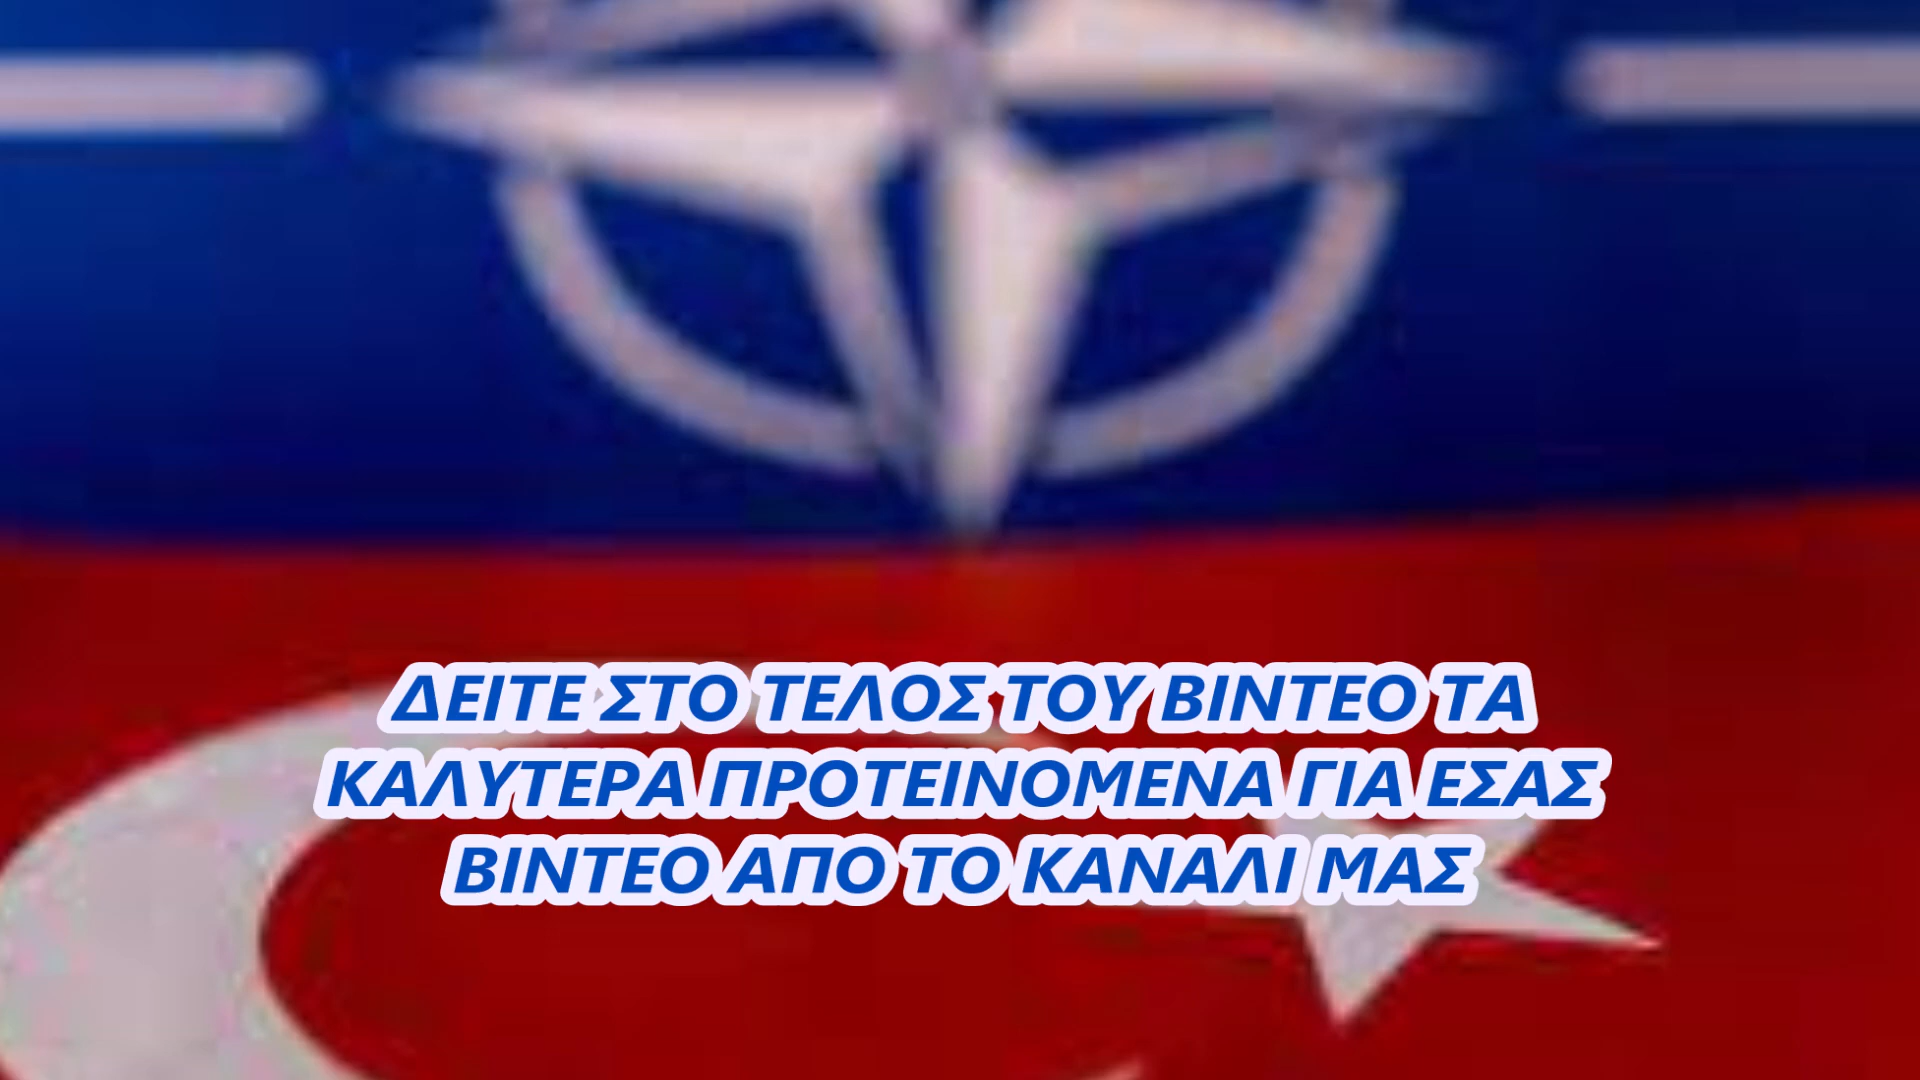 ΔΕΙΤΕ ΣΤΟ ΤΕΛΟΣ ΤΟΥ ΒΙΝΤΕΟ ΤΑ
ΚΑΛΥΤΕΡΑ ΠΡΟΤΕΙΝΟΜΕΝΑ ΓΙΑ ΕΣΑΣ
ΒΙΝΤΕΟ ΑΠΟ ΤΟ ΚΑΝΑΛΙ ΜΑΣ